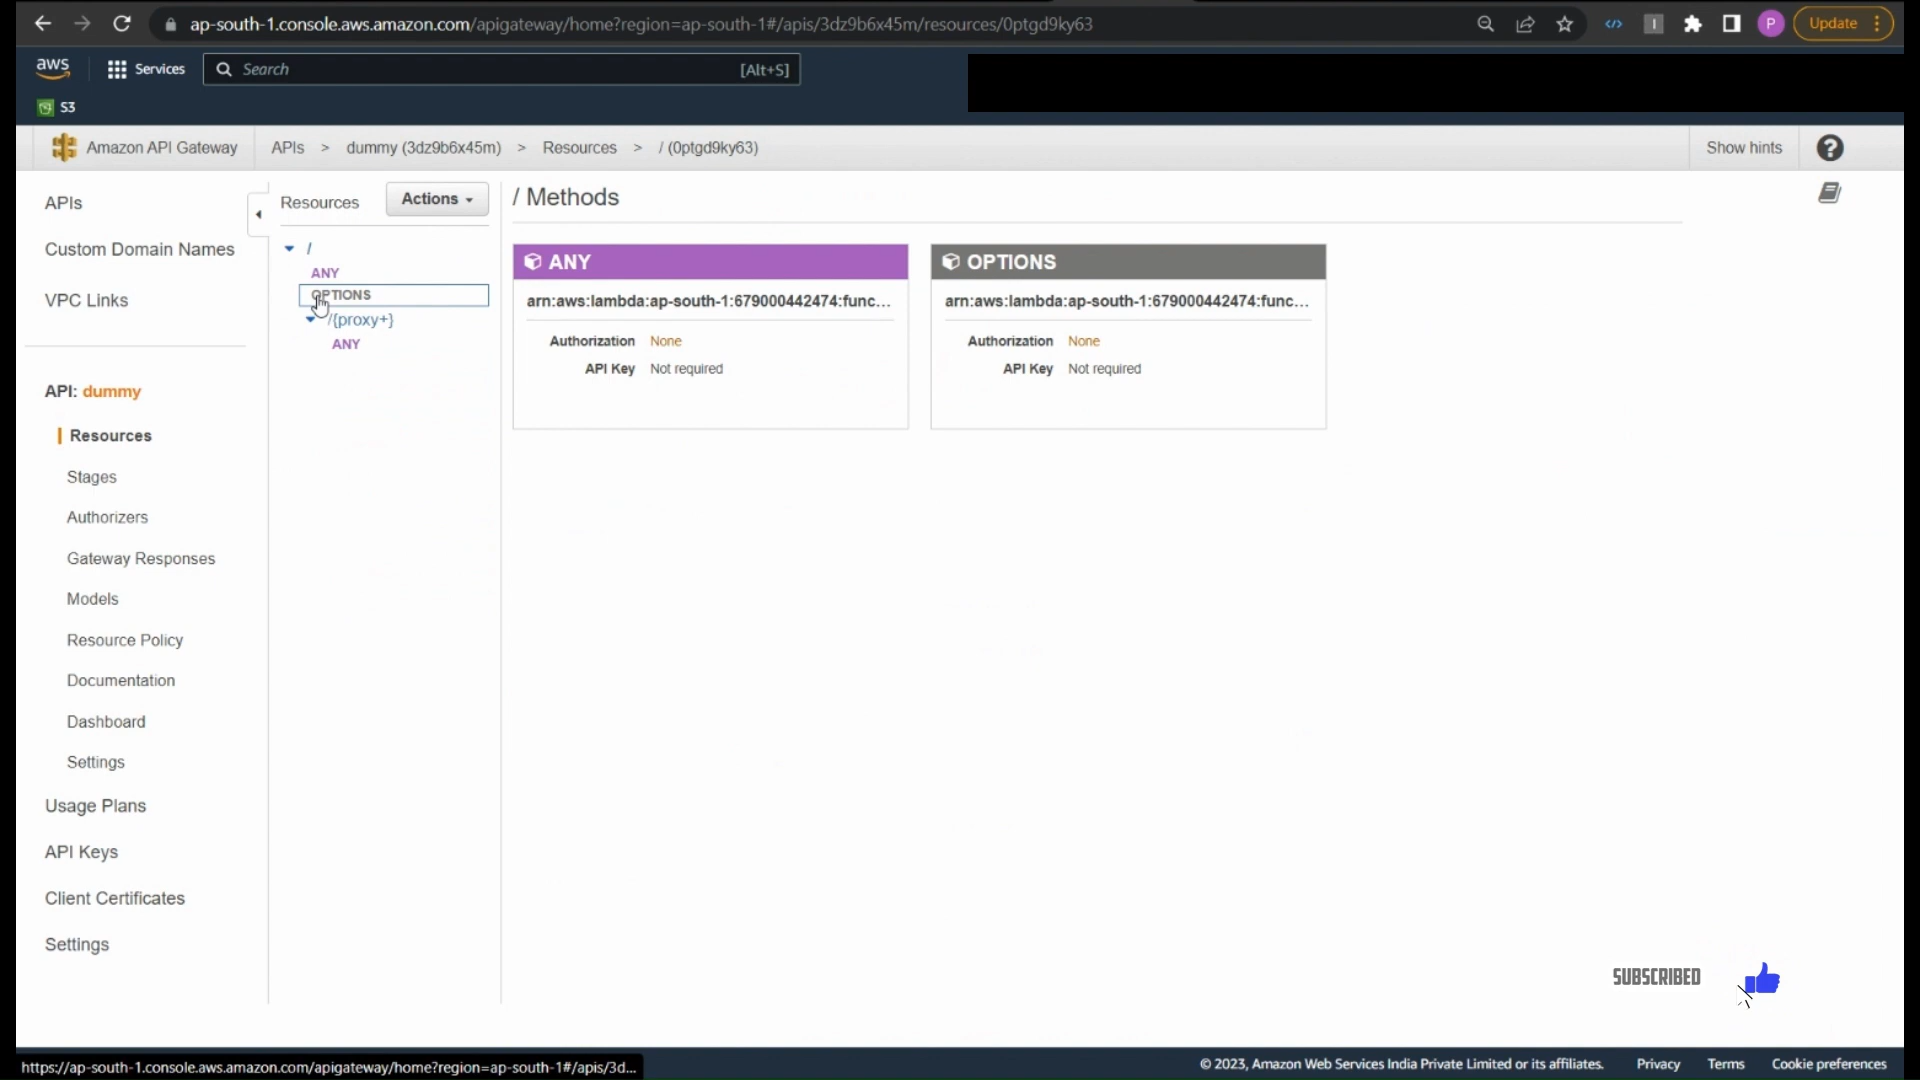 ap-south-1.console.aws.amazon.com/apigateway/home?region=ap-south-1#/apis/3dz9b6x45m/resources/0ptgd9ky63
P
Update
aws
Services
Search
[Alt+S]
S3
Amazon API Gateway
APIs > dummy (3dz9b6x45m) > Resources > / (0ptgd9ky63)
Show hints
?
APIs
Custom Domain Names
VPC Links
API: dummy
Resources
Stages
Authorizers
Gateway Responses
Models
Resource Policy
Documentation
Dashboard
Settings
Usage Plans
API Keys
Client Certificates
Settings
Resources
Actions
/
ANY
OPTIONS
/{proxy+}
ANY
/ Methods
ANY
arn:aws:lambda:ap-south-1:679000442474:func...
Authorization None
API Key Not required
OPTIONS
arn:aws:lambda:ap-south-1:679000442474:func...
Authorization None
API Key Not required
SUBSCRIBED
https://ap-south-1.console.aws.amazon.com/apigateway/home?region=ap-south-1#/apis/3d...
© 2023, Amazon Web Services India Private Limited or its affiliates.
Privacy
Terms
Cookie preferences